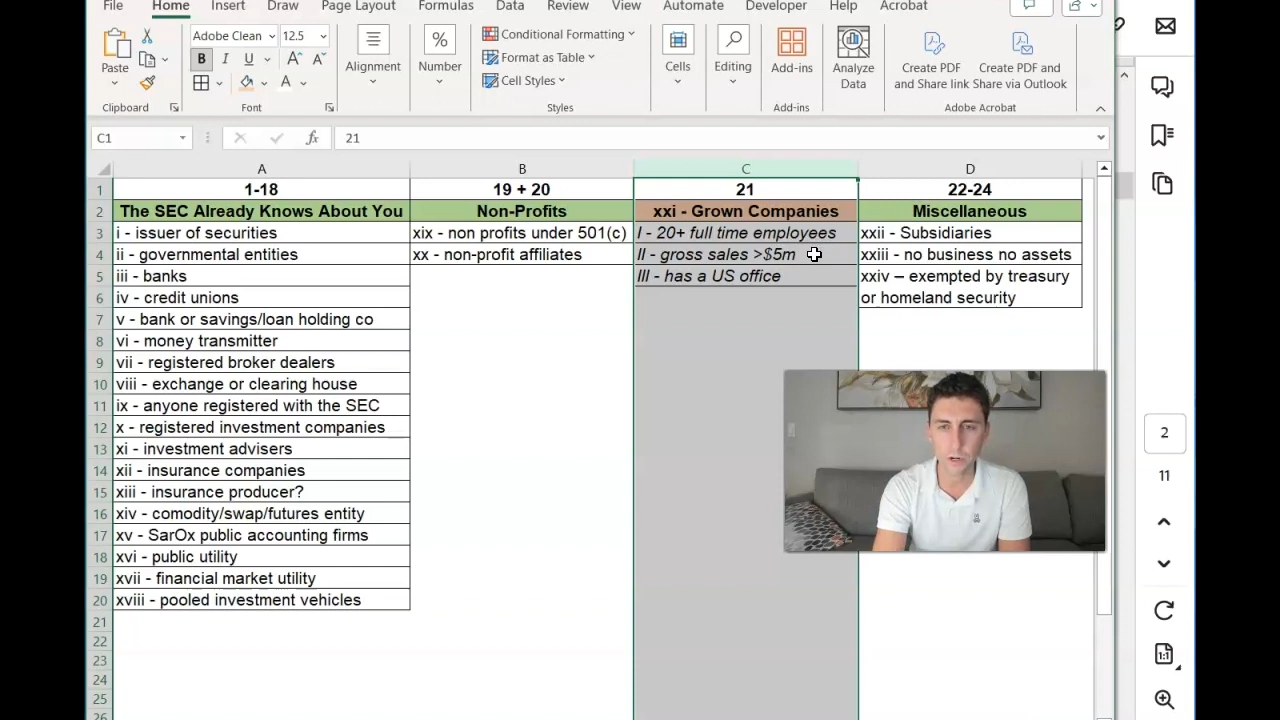 File Home Insert Draw Page Layout Formulas Data Review View Automate Developer Help Acrobat
Paste
Clipboard
Adobe Clean 12.5
B I U A A
A
Font
Alignment
%
Number
Conditional Formatting
Format as Table
Cell Styles
Styles
Cells
Editing
Add-ins
Add-ins
Analyze
Data
Create PDF
and Share link
Create PDF and
Share via Outlook
Adobe Acrobat
C1 fx 21
A B C D
1 1-18 19 + 20 21 22-24
2 The SEC Already Knows About You Non-Profits xxi - Grown Companies Miscellaneous
3 i - issuer of securities xix - non profits under 501(c) I - 20+ full time employees xxii - Subsidiaries
4 ii - governmental entities xx - non-profit affiliates II - gross sales >$5m xxiii - no business no assets
5 iii - banks III - has a US office xxiv – exempted by treasury
6 iv - credit unions or homeland security
7 v - bank or savings/loan holding co
8 vi - money transmitter
9 vii - registered broker dealers
10 viii - exchange or clearing house
11 ix - anyone registered with the SEC
12 x - registered investment companies
13 xi - investment advisers
14 xii - insurance companies
15 xiii - insurance producer?
16 xiv - comodity/swap/futures entity
17 xv - SarOx public accounting firms
18 xvi - public utility
19 xvii - financial market utility
20 xviii - pooled investment vehicles
21
22
23
24
25
26
2
11
1:1